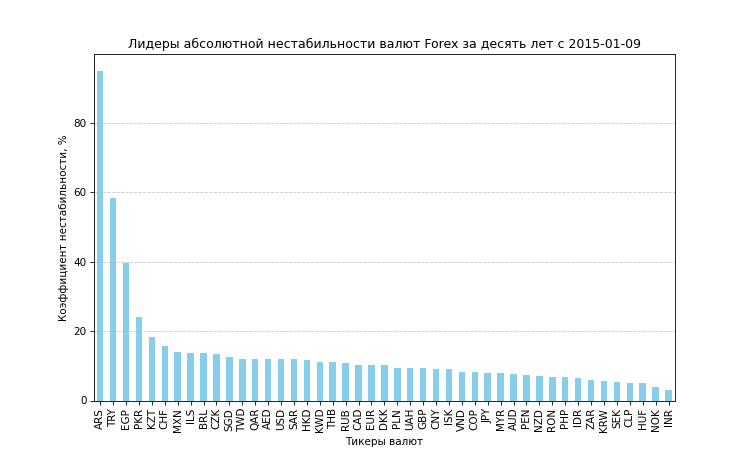 Лидеры абсолютной нестабильности валют Forex за десять лет с 2015-01-09
Коэффициент нестабильности, %
80
60
40
20
0
ARS TRY EGP PKR KZT CHF MXN ILS BRL CZK SGD TWD QAR AED USD SAR HKD KWD THB RUB CAD EUR DKK PLN UAH GBP CNY ISK VND COP JPY MYR AUD PEN NZD RON PHP IDR ZAR KRW SEK CLP HUF NOK INR
Тикеры валют